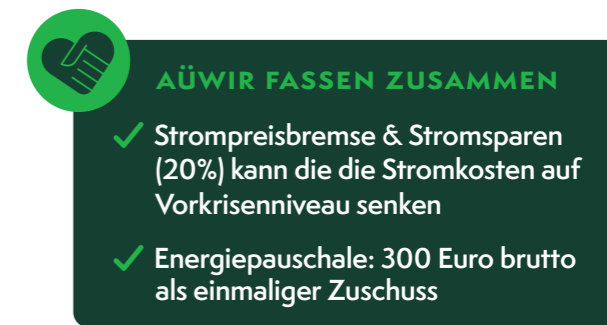 AÜWIR FASSEN ZUSAMMEN
Strompreisbremse & Stromsparen
(20%) kann die die Stromkosten auf
Vorkrisenniveau senken
Energiepauschale: 300 Euro brutto
als einmaliger Zuschuss